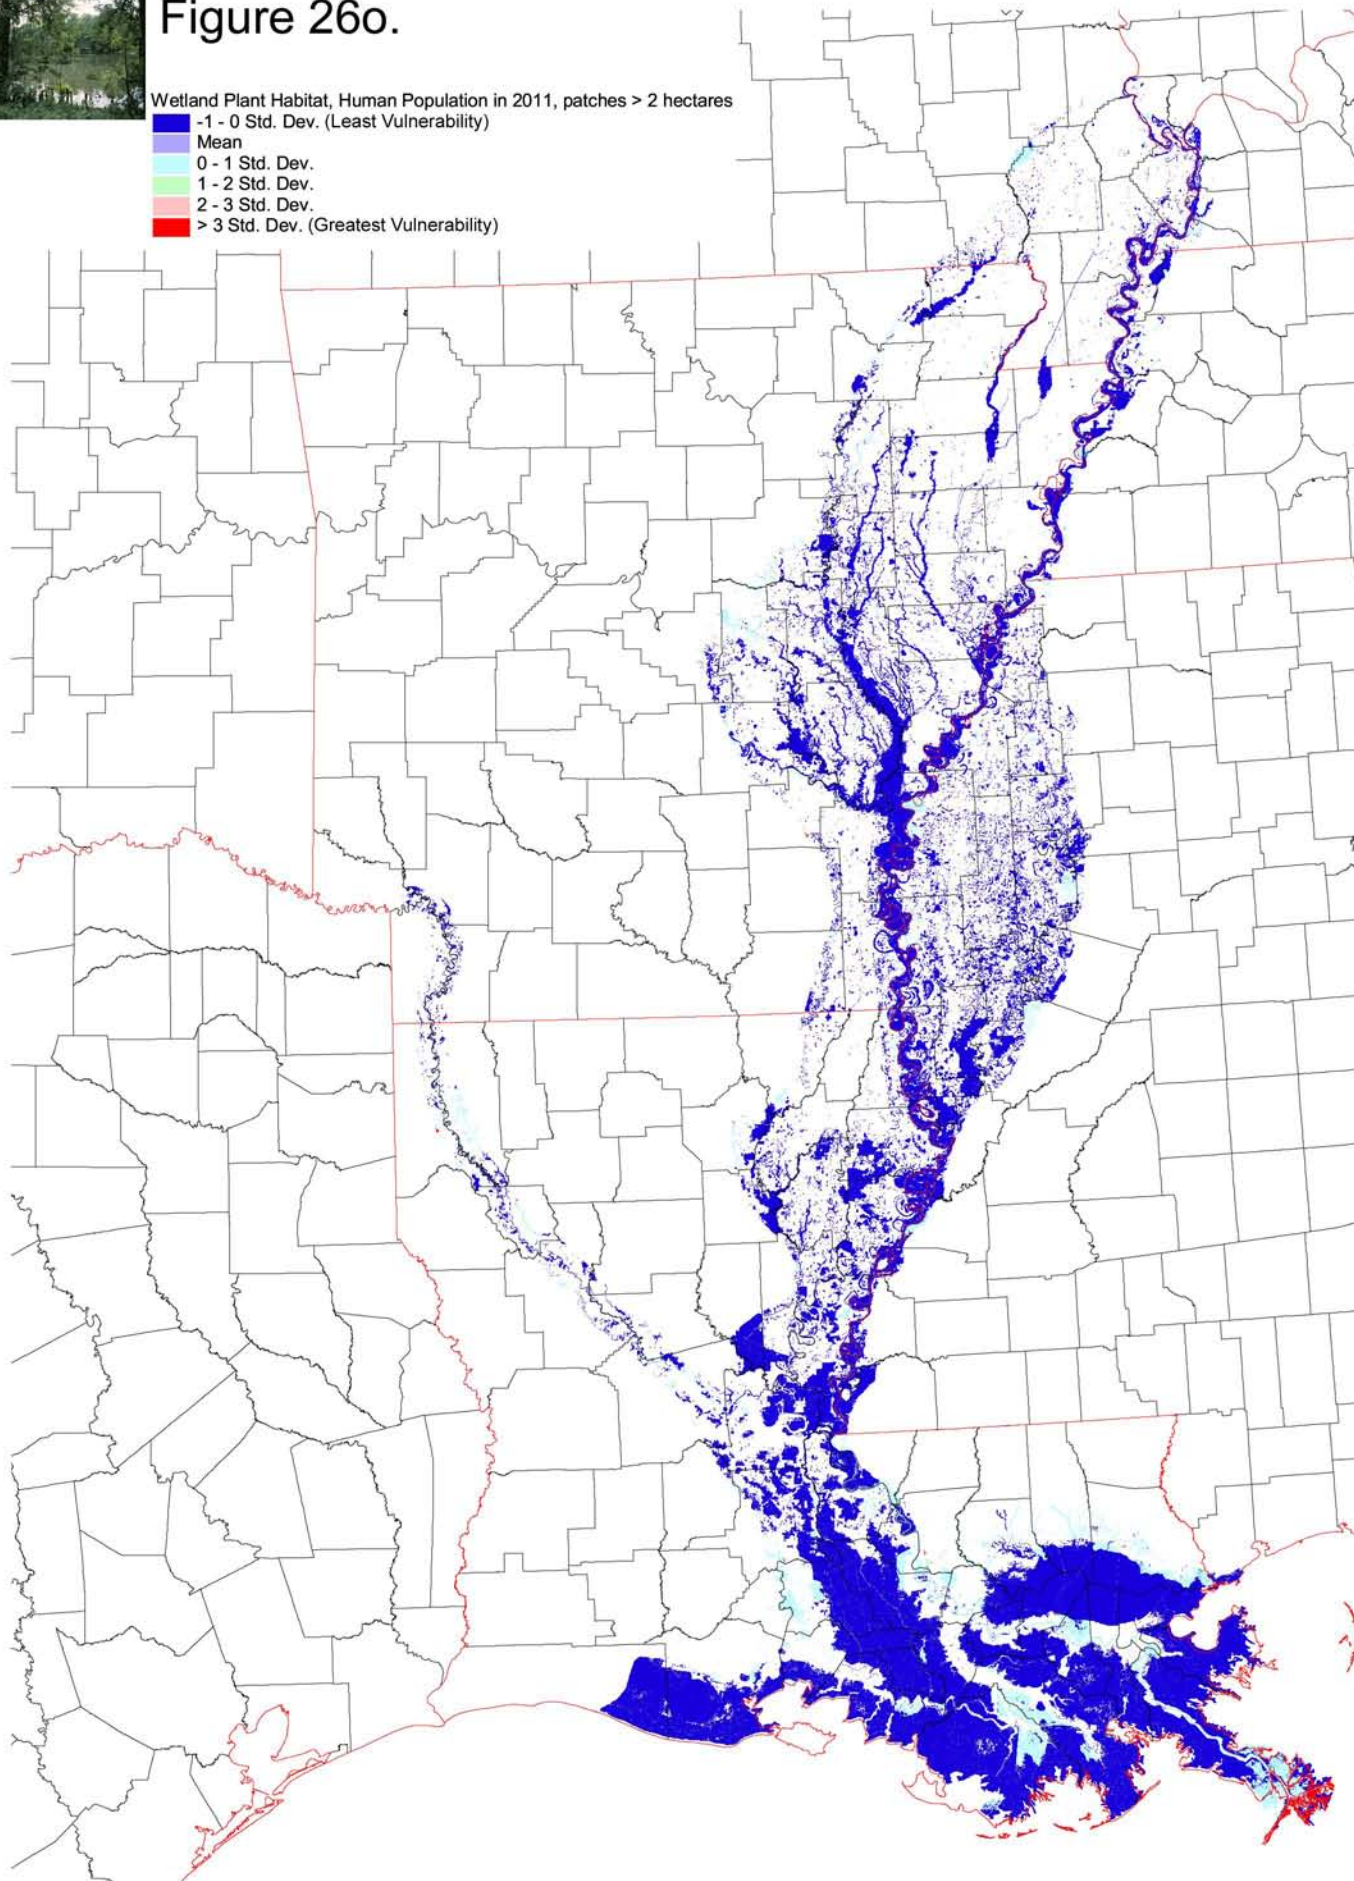 Figure 26o.
Wetland Plant Habitat, Human Population in 2011, patches > 2 hectares
-1 - 0 Std. Dev. (Least Vulnerability)
Mean
0 - 1 Std. Dev.
1 - 2 Std. Dev.
2 - 3 Std. Dev.
> 3 Std. Dev. (Greatest Vulnerability)